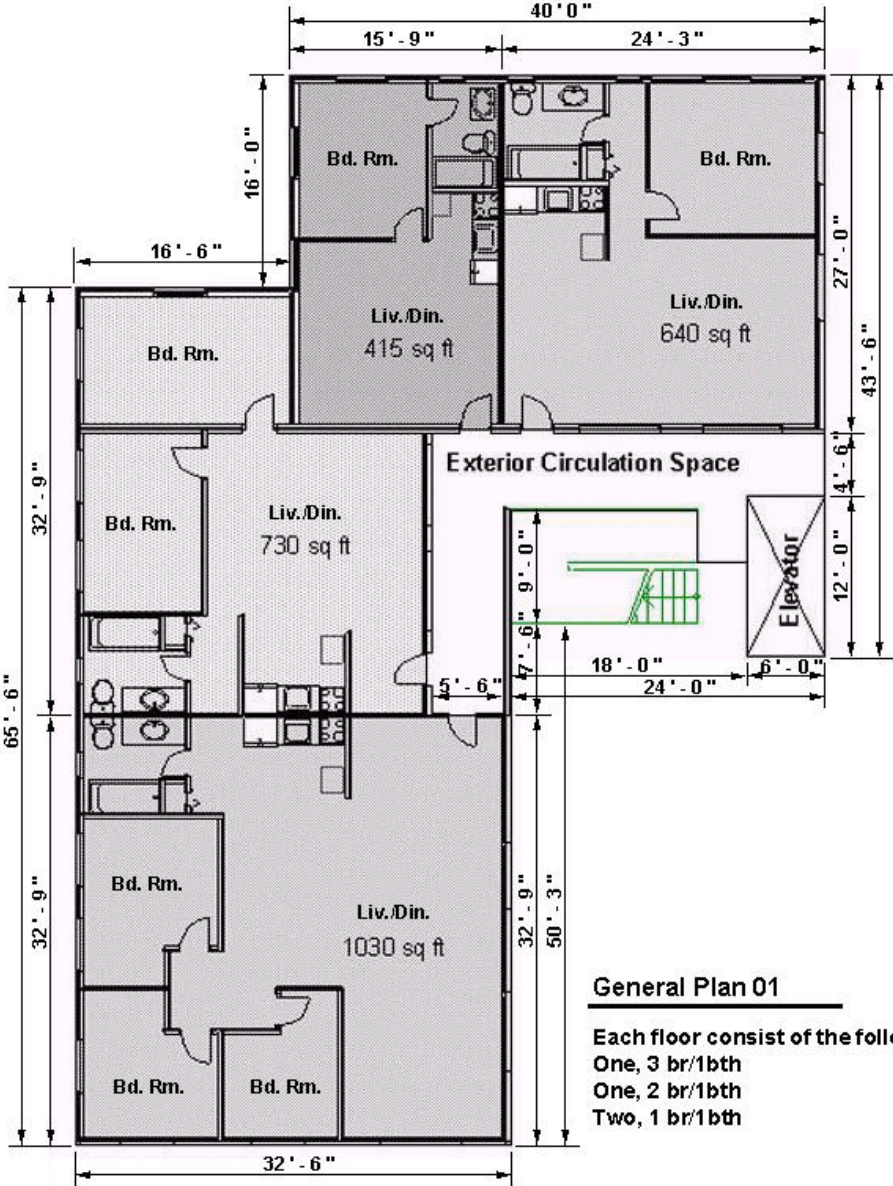 40' 0"
15' - 9"
24' - 3"
16' - 0"
Bd. Rm.
Bd. Rm.
27' - 0"
43' - 6"
16' - 6"
Liv./Din.
415 sq ft
Liv./Din.
640 sq ft
Bd. Rm.
Exterior Circulation Space
4' - 6"
32' - 9"
65' - 6"
Bd. Rm.
Liv./Din.
730 sq ft
9' - 0"
Elevator
12' - 0"
7' - 6"
5' - 6"
18' - 0"
6' - 0"
24' - 0"
32' - 9"
Bd. Rm.
Liv./Din.
1030 sq ft
32' - 9"
50' - 3"
Bd. Rm.
Bd. Rm.
32' - 6"
General Plan 01
Each floor consist of the follo
One, 3 br/1bth
One, 2 br/1bth
Two, 1 br/1bth